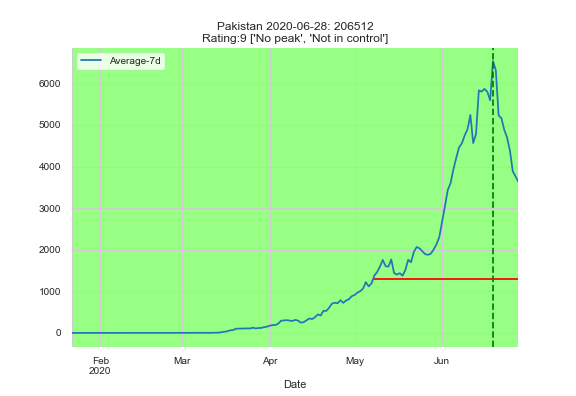 Pakistan 2020-06-28: 206512
Rating:9 ['No peak', 'Not in control']
Average-7d
6000
5000
4000
3000
2000
1000
0
Feb
2020
Mar
Apr
May
Jun
Date